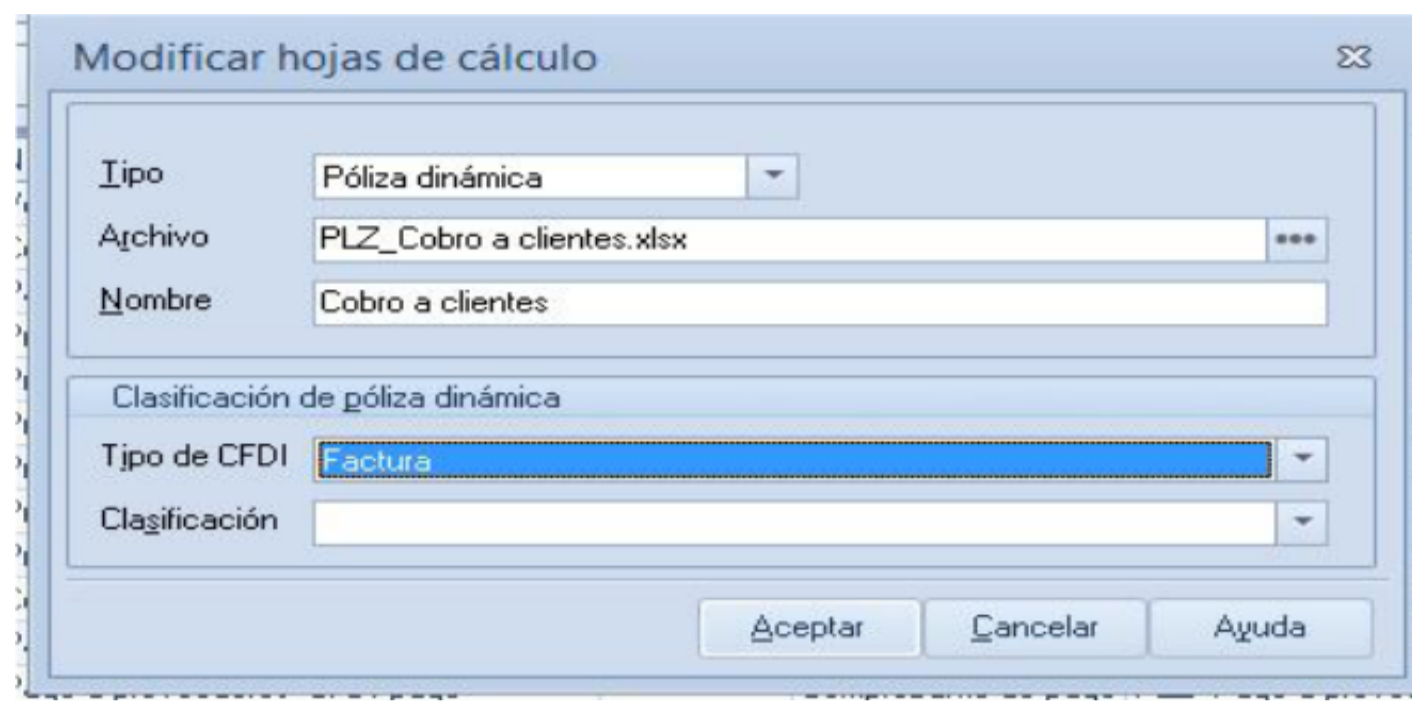 Modificar hojas de cálculo
Tipo Póliza dinámica
Archivo PLZ_Cobro a clientes.xlsx
Nombre Cobro a clientes
Clasificación de póliza dinámica
Tipo de CFDI Factura
Clasificación
Aceptar Cancelar Ayuda